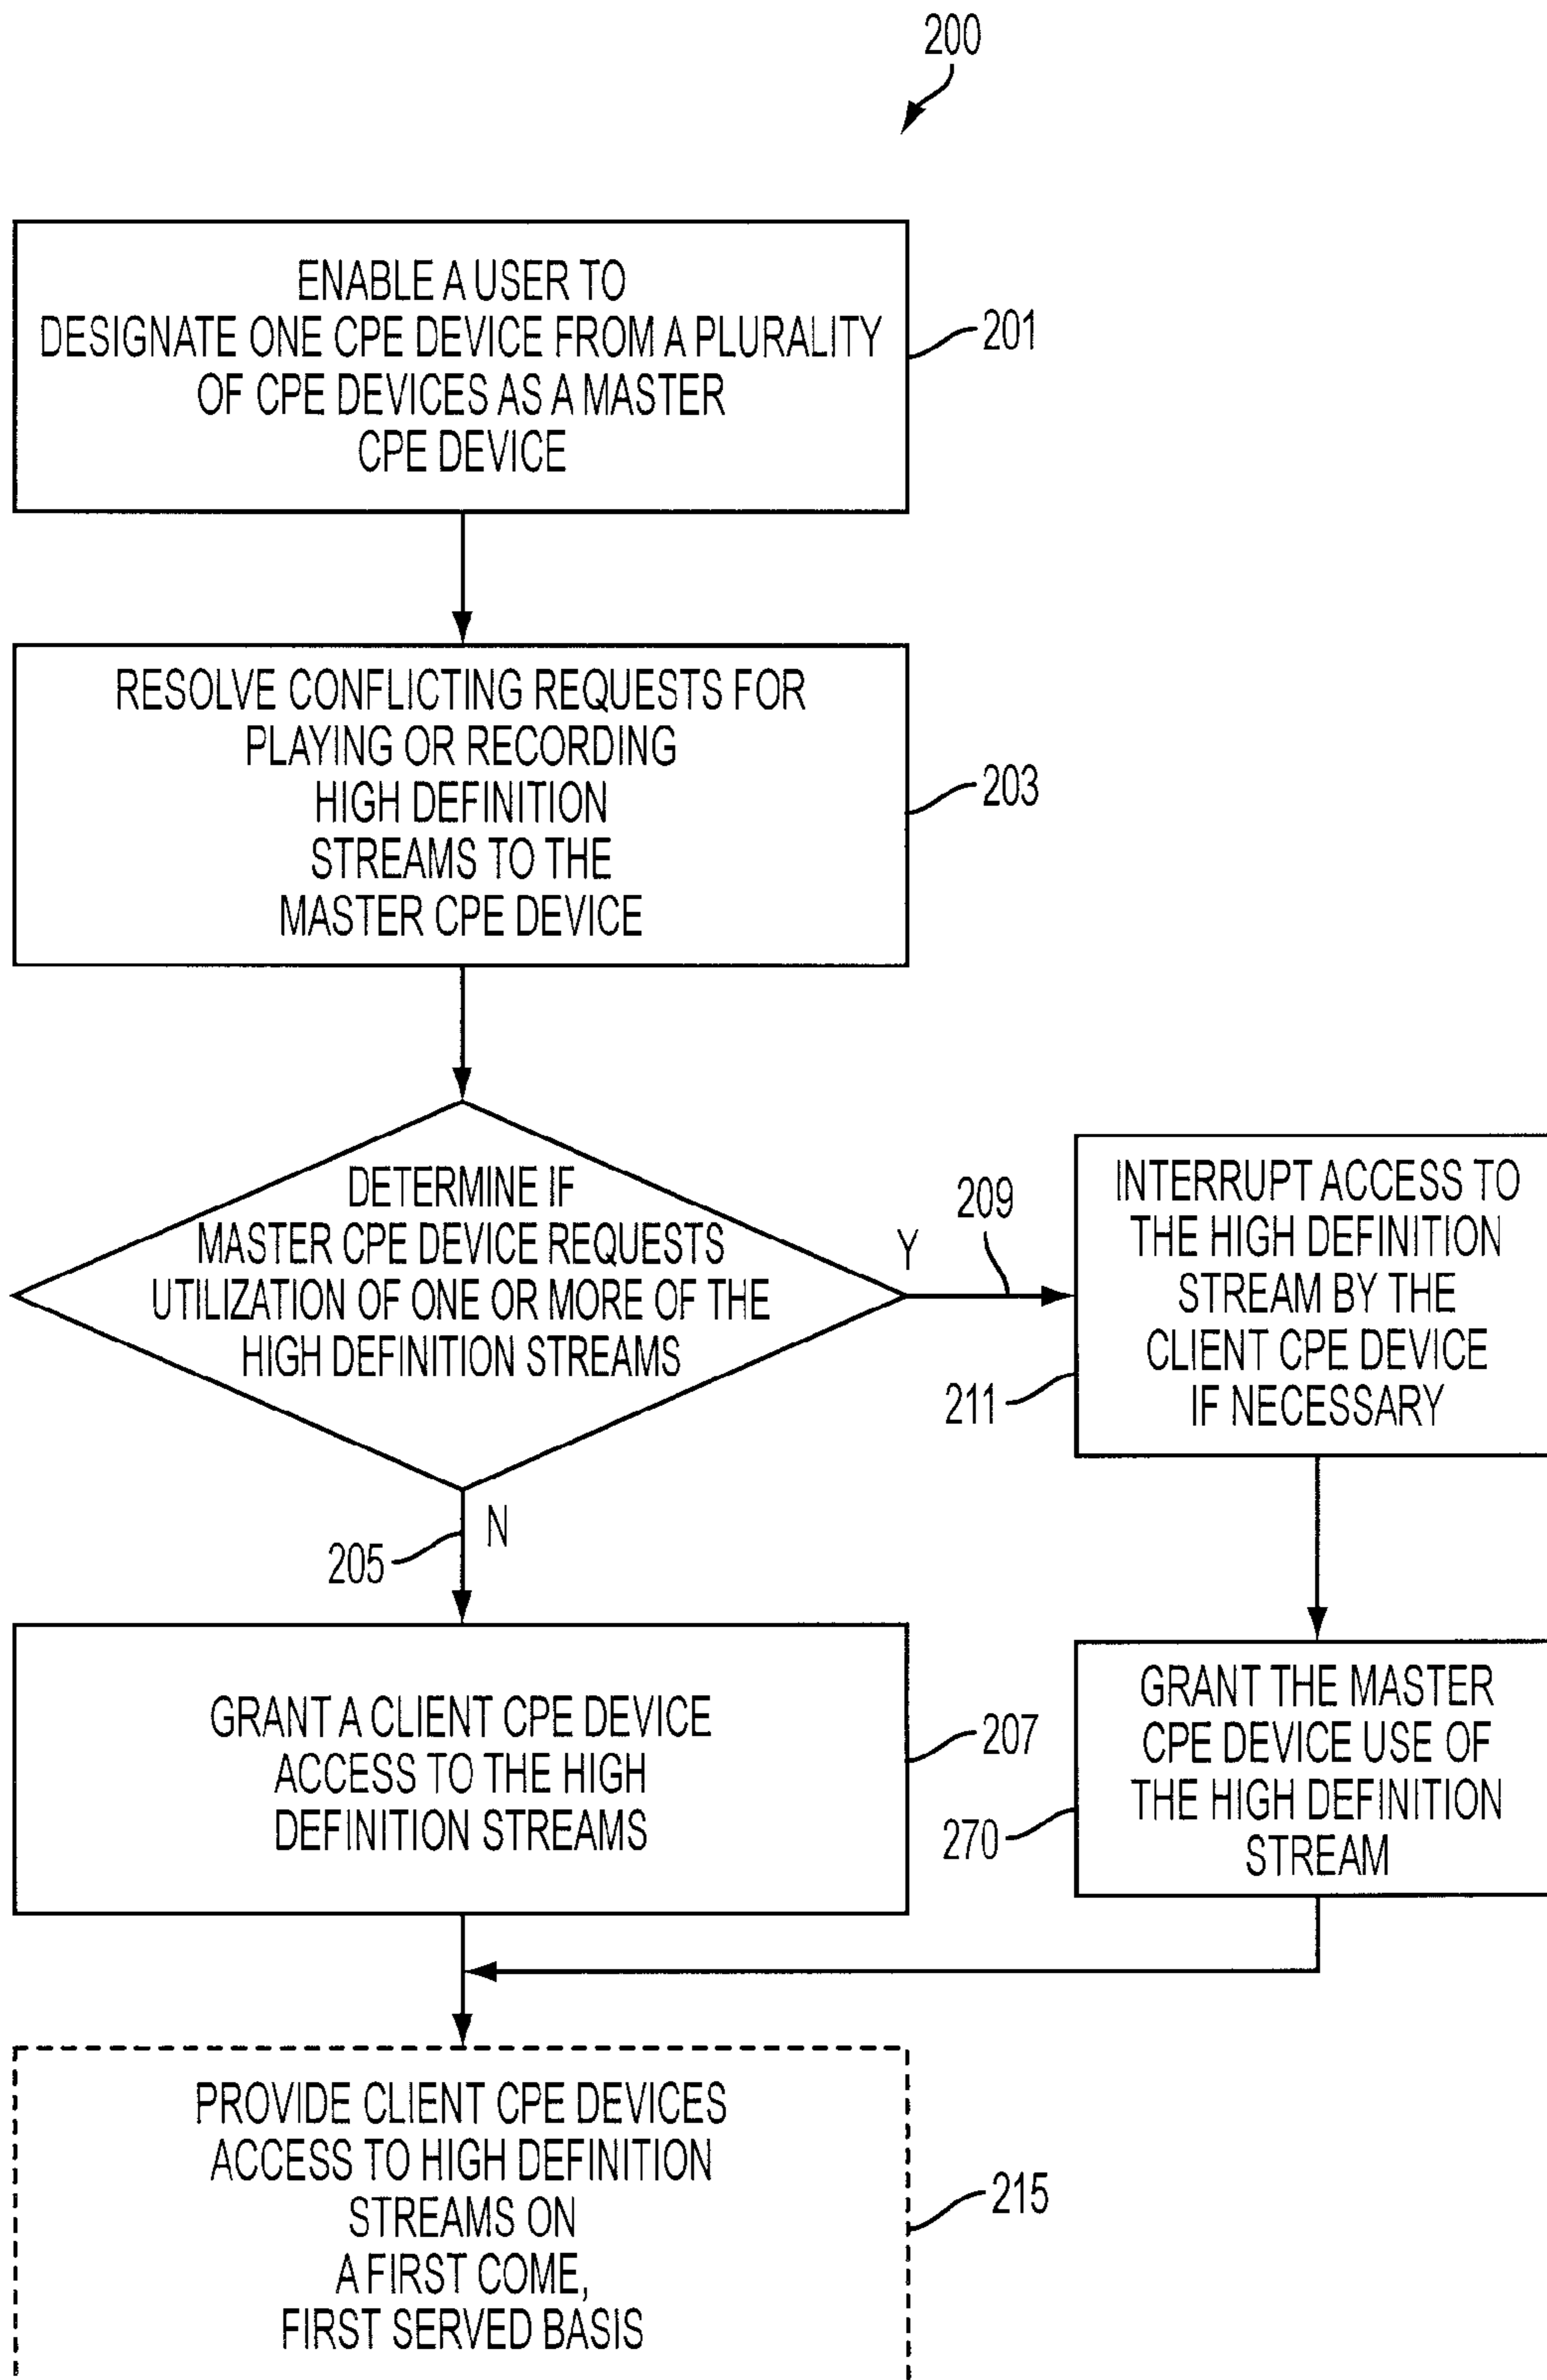 200
ENABLE A USER TO
DESIGNATE ONE CPE DEVICE FROM A PLURALITY
OF CPE DEVICES AS A MASTER
CPE DEVICE
201
RESOLVE CONFLICTING REQUESTS FOR
PLAYING OR RECORDING
HIGH DEFINITION
STREAMS TO THE
MASTER CPE DEVICE
203
DETERMINE IF
MASTER CPE DEVICE REQUESTS
UTILIZATION OF ONE OR MORE OF THE
HIGH DEFINITION STREAMS
Y
209
INTERRUPT ACCESS TO
THE HIGH DEFINITION
STREAM BY THE
CLIENT CPE DEVICE
IF NECESSARY
211
N
205
GRANT A CLIENT CPE DEVICE
ACCESS TO THE HIGH
DEFINITION STREAMS
207
GRANT THE MASTER
CPE DEVICE USE OF
THE HIGH DEFINITION
STREAM
270
PROVIDE CLIENT CPE DEVICES
ACCESS TO HIGH DEFINITION
STREAMS ON
A FIRST COME,
FIRST SERVED BASIS
215